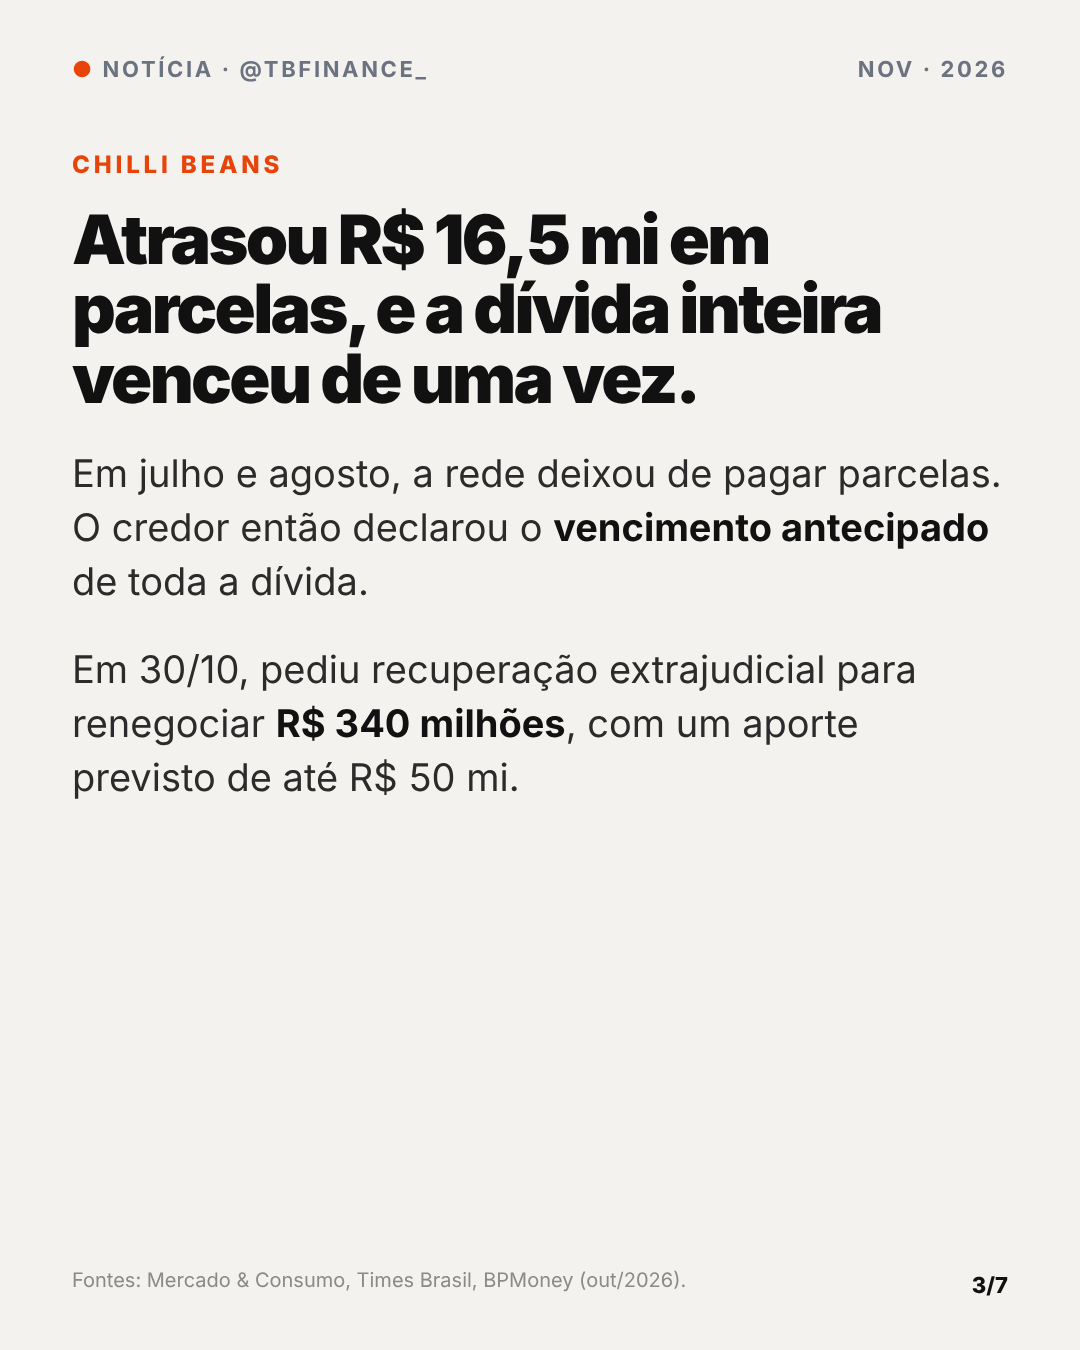 NOTÍCIA · @TBFINANCE_
NOV · 2026
CHILLI BEANS
Atrasou R$ 16,5 mi em
parcelas, e a dívida inteira
venceu de uma vez.
Em julho e agosto, a rede deixou de pagar parcelas.
O credor então declarou o vencimento antecipado
de toda a dívida.
Em 30/10, pediu recuperação extrajudicial para
renegociar R$ 340 milhões, com um aporte
previsto de até R$ 50 mi.
Fontes: Mercado & Consumo, Times Brasil, BPMoney (out/2026).
3/7